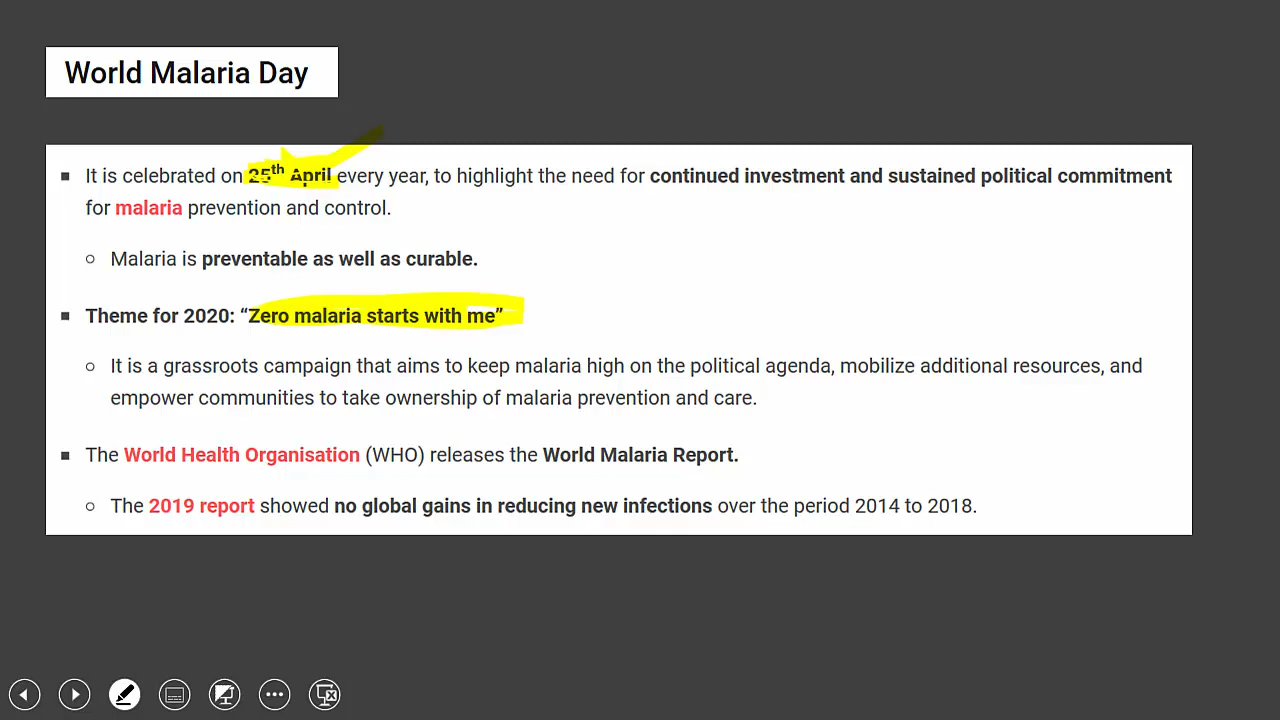 World Malaria Day
▪ It is celebrated on 25th April every year, to highlight the need for continued investment and sustained political commitment
for malaria prevention and control.
○ Malaria is preventable as well as curable.
▪ Theme for 2020: “Zero malaria starts with me”
○ It is a grassroots campaign that aims to keep malaria high on the political agenda, mobilize additional resources, and
empower communities to take ownership of malaria prevention and care.
▪ The World Health Organisation (WHO) releases the World Malaria Report.
○ The 2019 report showed no global gains in reducing new infections over the period 2014 to 2018.